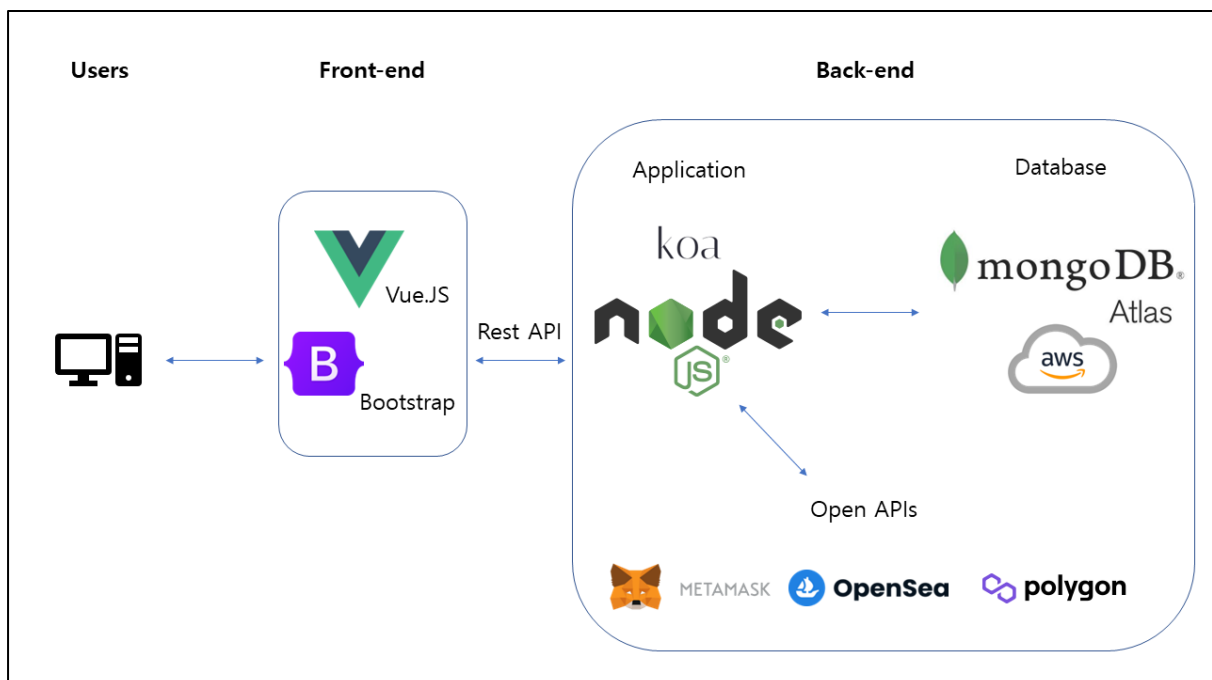 Users
Front-end
Back-end
Application
Database
koa
node
JS®
mongoDB®
Atlas
aws
Vue.JS
B
Bootstrap
Rest API
Open APIs
METAMASK
OpenSea
polygon